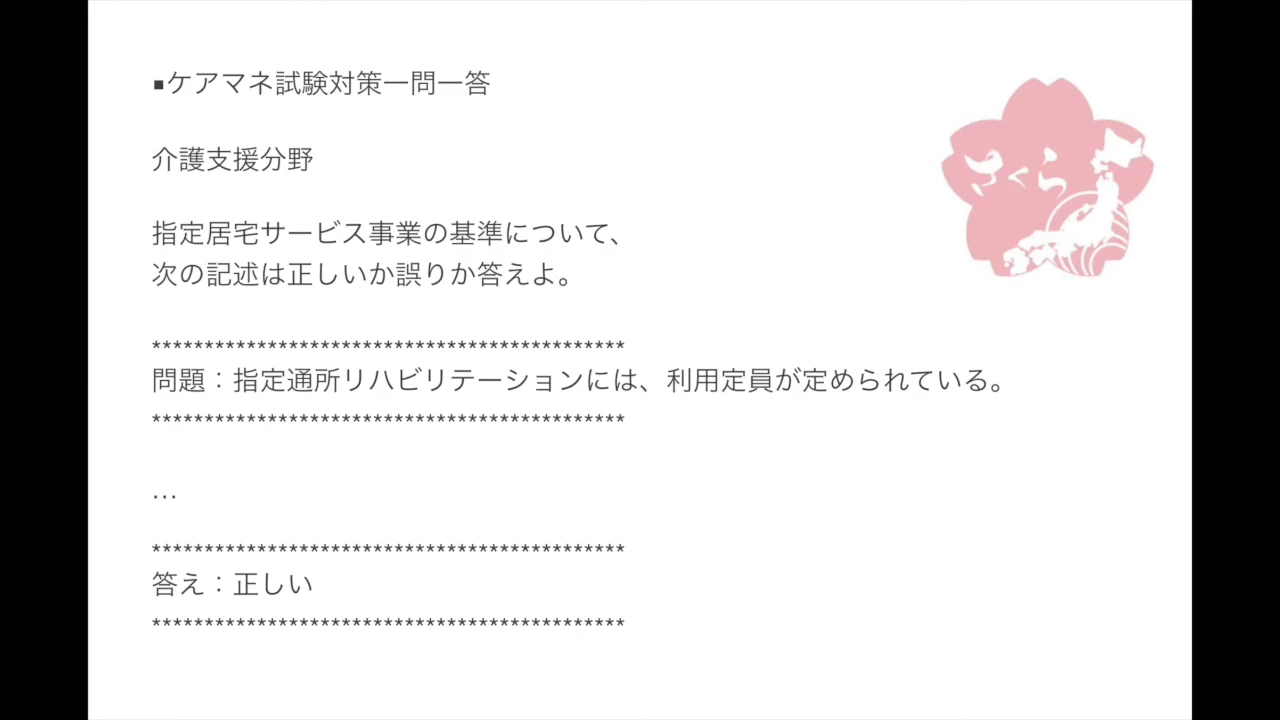 ▪ケアマネ試験対策一問一答
介護支援分野
指定居宅サービス事業の基準について、
次の記述は正しいか誤りか答えよ。
*********************************************
問題：指定通所リハビリテーションには、利用定員が定められている。
*********************************************
…
*********************************************
答え：正しい
*********************************************
さくら